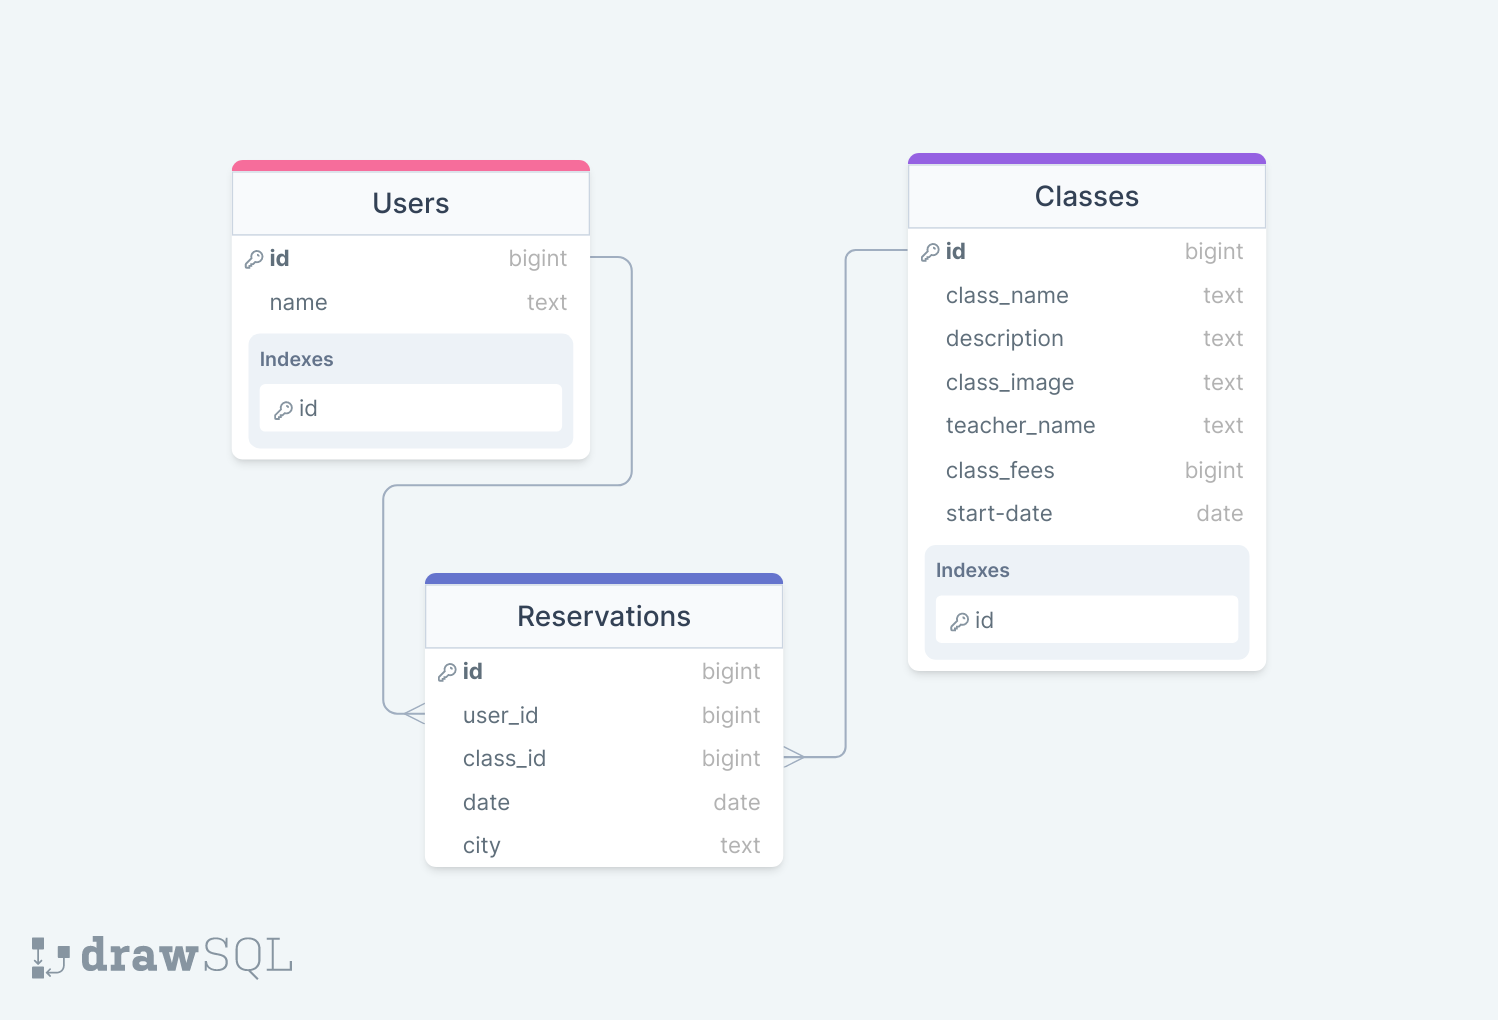 Users
id bigint
name text
Indexes
id
Classes
id bigint
class_name text
description text
class_image text
teacher_name text
class_fees bigint
start-date date
Indexes
id
Reservations
id bigint
user_id bigint
class_id bigint
date date
city text
drawSQL